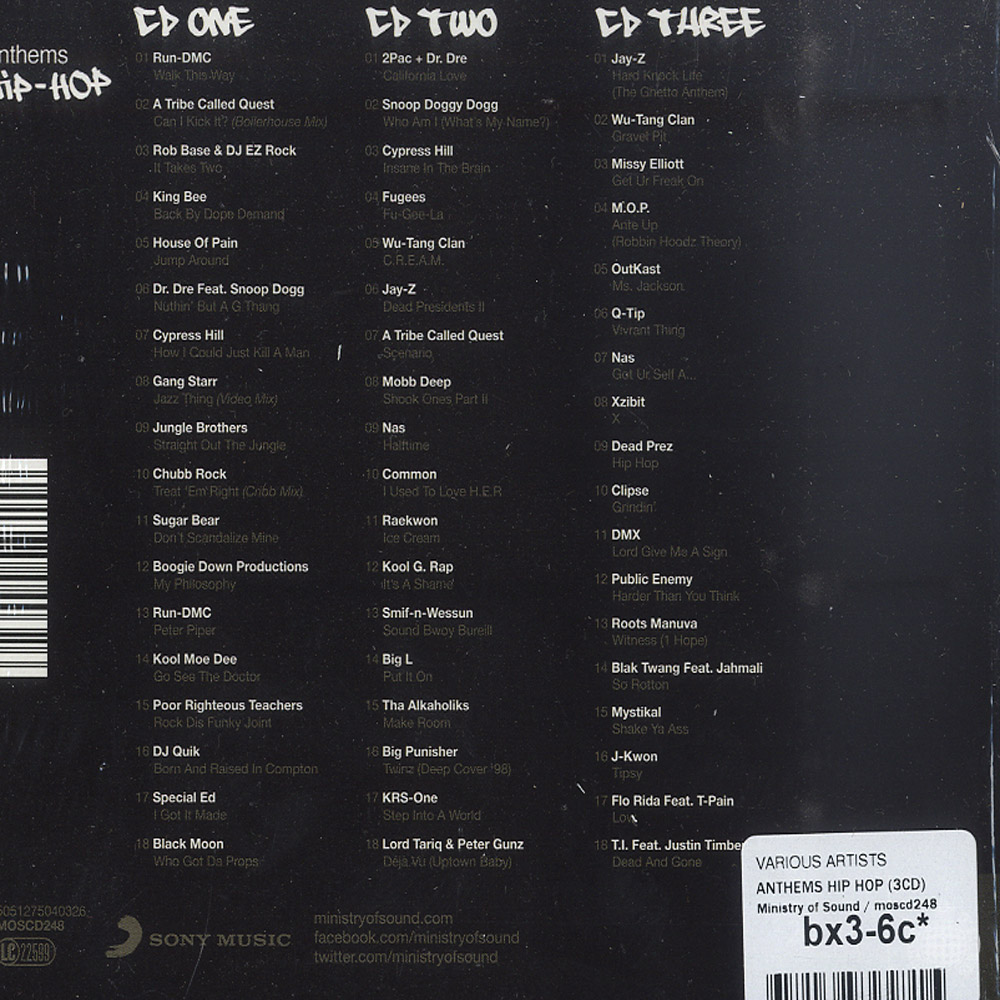 nthems
Hip-Hop
CD ONE
01 Run-DMC
Walk This Way
02 A Tribe Called Quest
Can I Kick It? (Boilerhouse Mix)
03 Rob Base & DJ EZ Rock
It Takes Two
04 King Bee
Back By Dope Demand
05 House Of Pain
Jump Around
06 Dr. Dre Feat. Snoop Dogg
Nuthin' But A G Thang
07 Cypress Hill
How I Could Just Kill A Man
08 Gang Starr
Jazz Thing (Video Mix)
09 Jungle Brothers
Straight Out The Jungle
10 Chubb Rock
Treat 'Em Right (Cribb Mix)
11 Sugar Bear
Don't Scandalize Mine
12 Boogie Down Productions
My Philosophy
13 Run-DMC
Peter Piper
14 Kool Moe Dee
Go See The Doctor
15 Poor Righteous Teachers
Rock Dis Funky Joint
16 DJ Quik
Born And Raised In Compton
17 Special Ed
I Got It Made
18 Black Moon
Who Got Da Props
CD TWO
01 2Pac + Dr. Dre
California Love
02 Snoop Doggy Dogg
Who Am I (What's My Name?)
03 Cypress Hill
Insane In The Brain
04 Fugees
Fu-Gee-La
05 Wu-Tang Clan
C.R.E.A.M.
06 Jay-Z
Dead Presidents II
07 A Tribe Called Quest
Scenario
08 Mobb Deep
Shook Ones Part II
09 Nas
Halftime
10 Common
I Used To Love H.E.R
11 Raekwon
Ice Cream
12 Kool G. Rap
It's A Shame
13 Smif-n-Wessun
Sound Bwoy Bureill
14 Big L
Put It On
15 Tha Alkaholiks
Make Room
16 Big Punisher
Twinz (Deep Cover '98)
17 KRS-One
Step Into A World
18 Lord Tariq & Peter Gunz
Déjà Vu (Uptown Baby)
CD THREE
01 Jay-Z
Hard Knock Life
(The Ghetto Anthem)
02 Wu-Tang Clan
Gravel Pit
03 Missy Elliott
Get Ur Freak On
04 M.O.P.
Ante Up
(Robbin Hoodz Theory)
05 OutKast
Ms. Jackson
06 Q-Tip
Vivrant Thing
07 Nas
Got Ur Self A...
08 Xzibit
X
09 Dead Prez
Hip Hop
10 Clipse
Grindin'
11 DMX
Lord Give Me A Sign
12 Public Enemy
Harder Than You Think
13 Roots Manuva
Witness (1 Hope)
14 Blak Twang Feat. Jahmali
So Rotton
15 Mystikal
Shake Ya Ass
16 J-Kwon
Tipsy
17 Flo Rida Feat. T-Pain
Low
18 T.I. Feat. Justin Timbe
Dead And Gone
5051275040326
MOSCD248
LC 22599
SONY MUSIC
ministryofsound.com
facebook.com/ministryofsound
twitter.com/ministryofsound
VARIOUS ARTISTS
ANTHEMS HIP HOP (3CD)
Ministry of Sound / moscd248
bx3-6c*